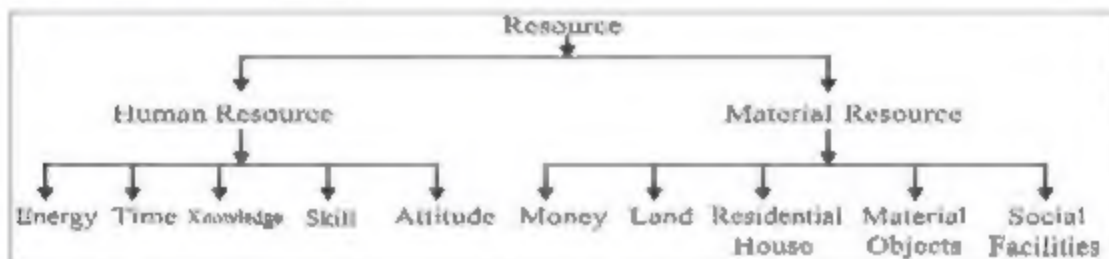 Resource
Human Resource Material Resource
Energy Time Knowledge Skill Attitude Money Land Residential House Material Objects Social Facilities